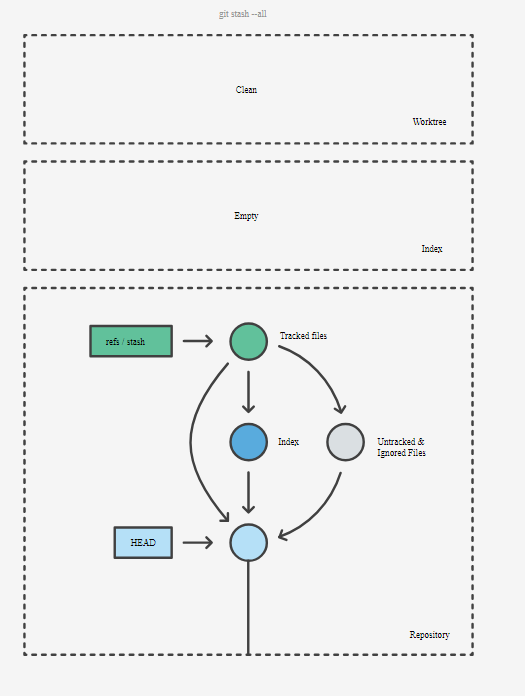 git stash --all
Clean
Worktree
Empty
Index
Tracked files
refs / stash
Index
Untracked &
Ignored Files
HEAD
Repository